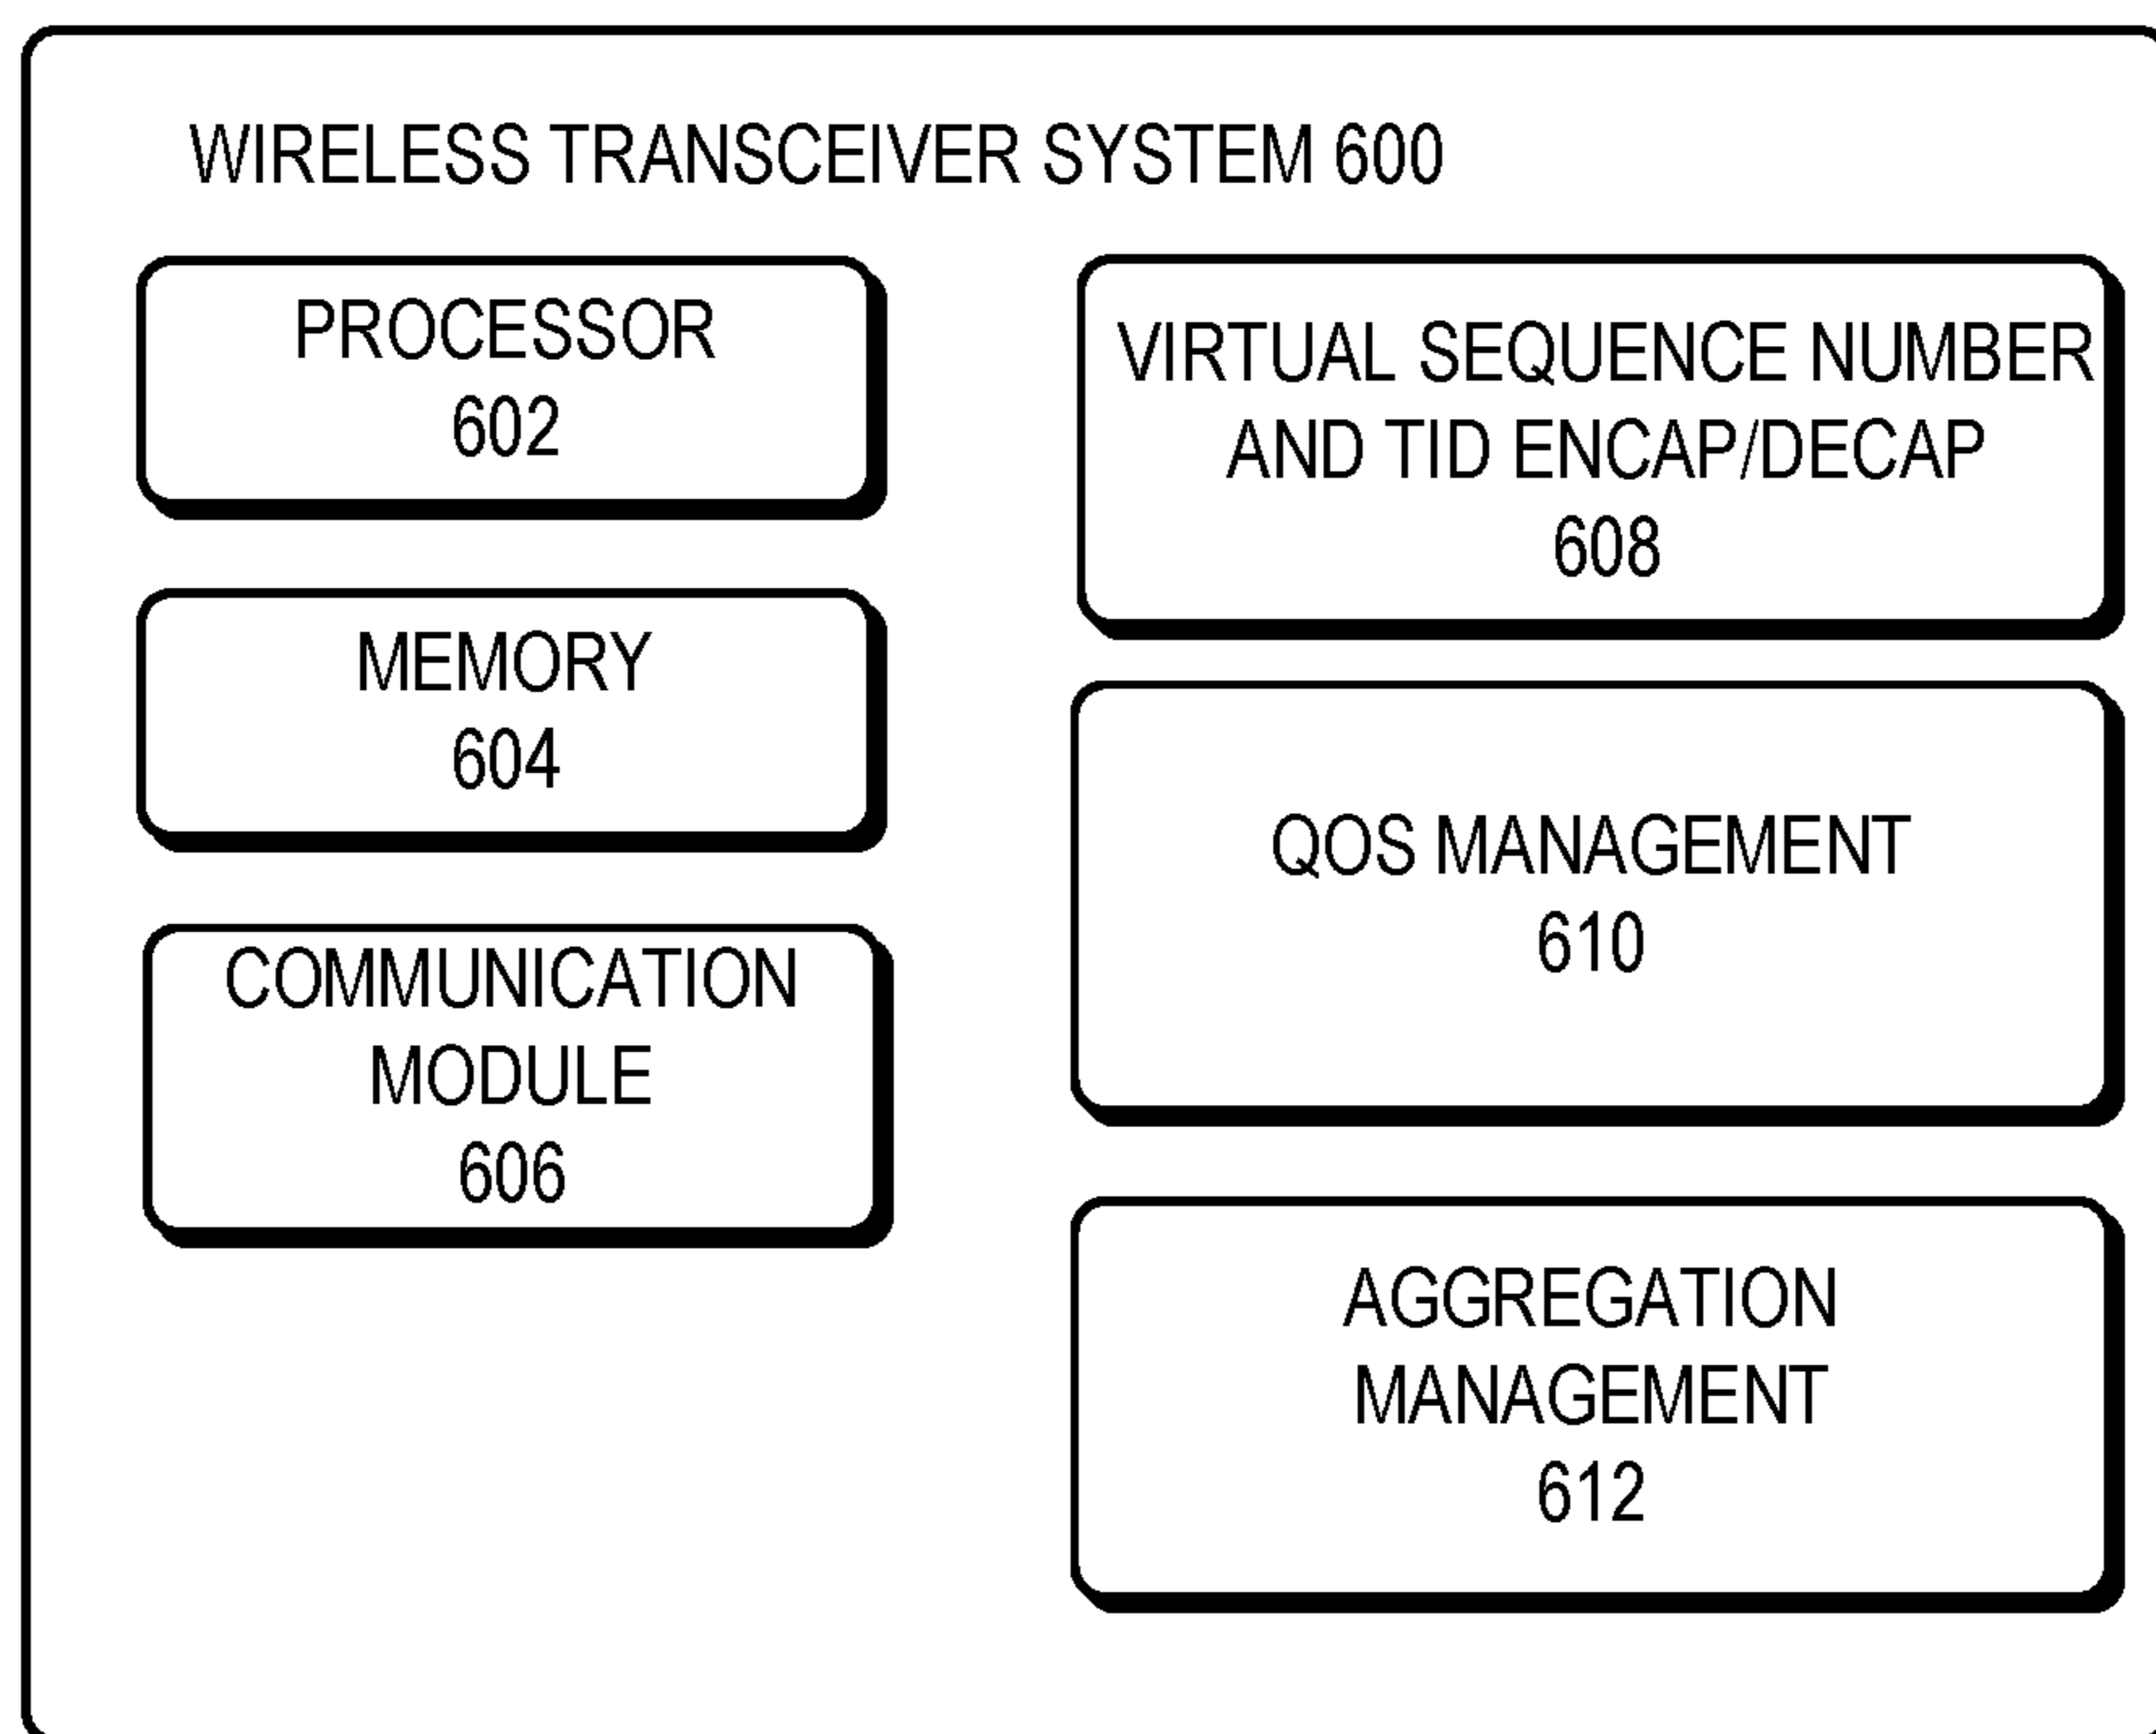 WIRELESS TRANSCEIVER SYSTEM 600
PROCESSOR
602
MEMORY
604
COMMUNICATION
MODULE
606
VIRTUAL SEQUENCE NUMBER
AND TID ENCAP/DECAP
608
QOS MANAGEMENT
610
AGGREGATION
MANAGEMENT
612